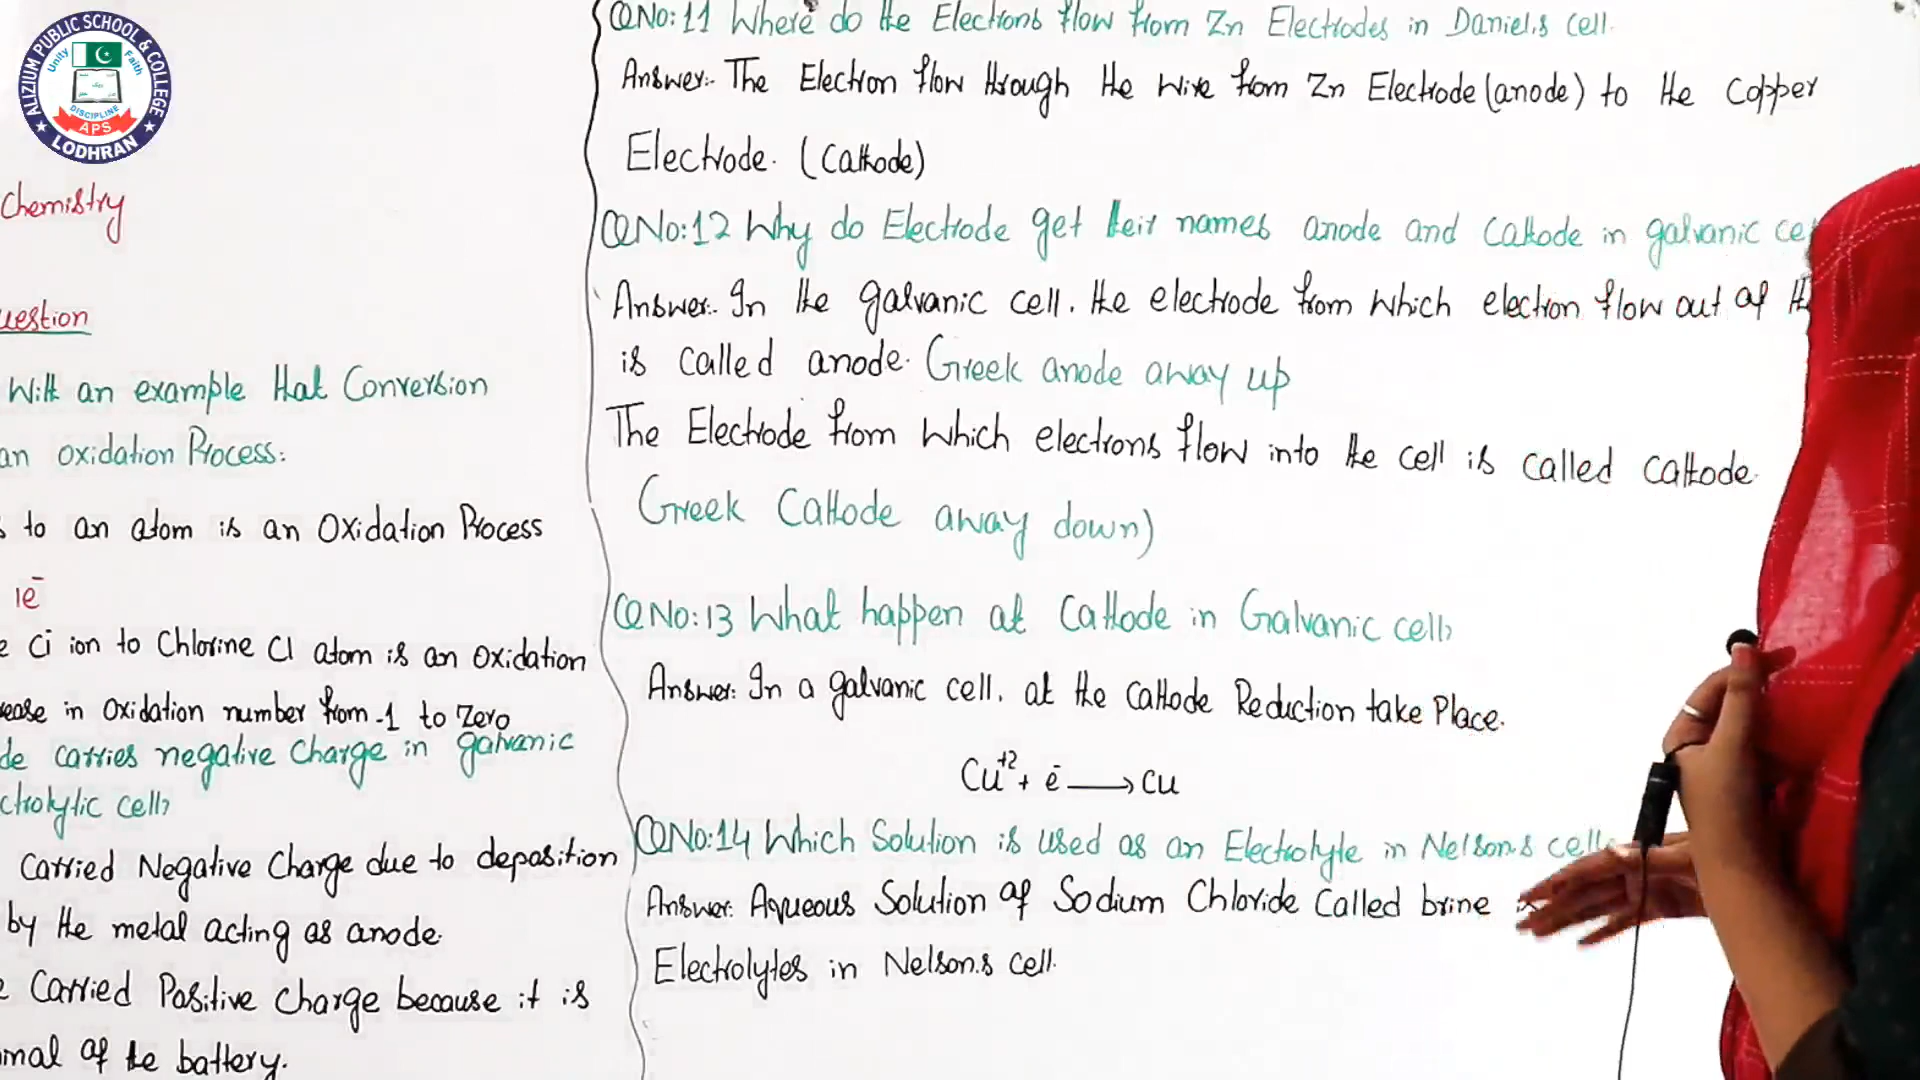 ALIZIUM PUBLIC SCHOOL & COLLEGE
Unity
Faith
DISCIPLINE
APS
LODHRAN
Chemistry
uestion
With an example that Conversion
an oxidation Process:
s to an atom is an Oxidation Process
1e̅
e Cl ion to Chlorine Cl atom is an oxidation
rease in oxidation number from -1 to Zero
de carries negative charge in galvanic
ctrolytic cell?
Carried Negative Charge due to deposition
by the metal acting as anode.
e Carried Positive charge because it is
minal of the battery.
QNo:11 Where do the Electrons flow from Zn Electrodes in Daniel,s cell.
Answer:- The Electron flow through the wire from Zn Electrode (anode) to the Copper
Electrode. (Cathode)
QNo:12 Why do Electrode get their names anode and Cathode in galvanic ce
Answer:- In the galvanic cell, the electrode from which electron flow out of th
is called anode. Greek anode away up
The Electrode from which electrons flow into the cell is called Cathode.
Greek Cathode away down)
QNo:13 What happen at Cathode in Galvanic cell?
Answer: In a galvanic cell, at the Cathode Reduction take Place.
Cu⁺² + e̅ ⟶ Cu
QNo:14 Which Solution is used as an Electrolyte in Nelson,s cell
Answer: Aqueous Solution of Sodium Chloride Called brine
Electrolytes in Nelson,s cell.